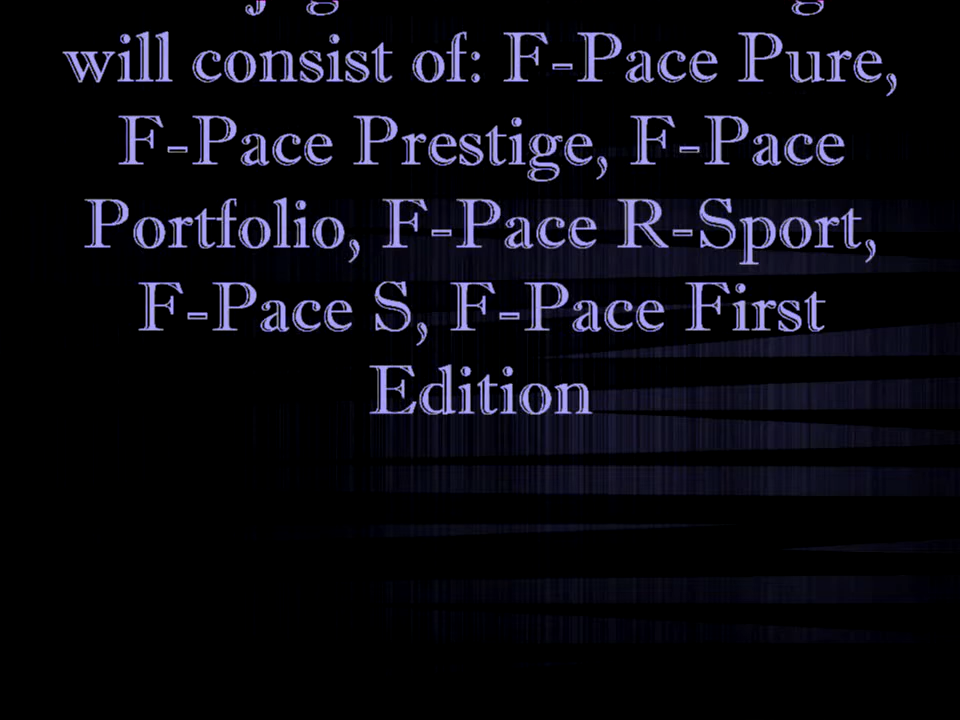 will consist of: F-Pace Pure,
F-Pace Prestige, F-Pace
Portfolio, F-Pace R-Sport,
F-Pace S, F-Pace First
Edition